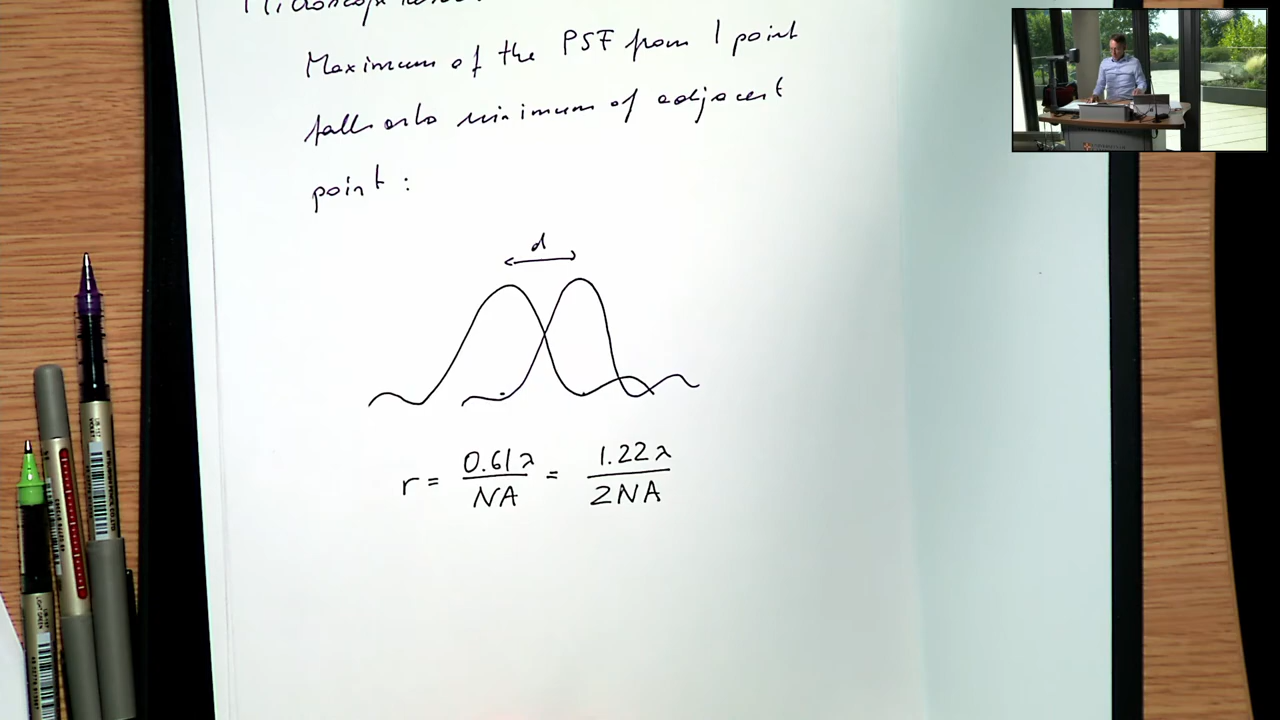 Maximum of the PSF from 1 point
falls onto minimum of adjacent
point :
d
r = 0.61λ/NA = 1.22λ/2NA